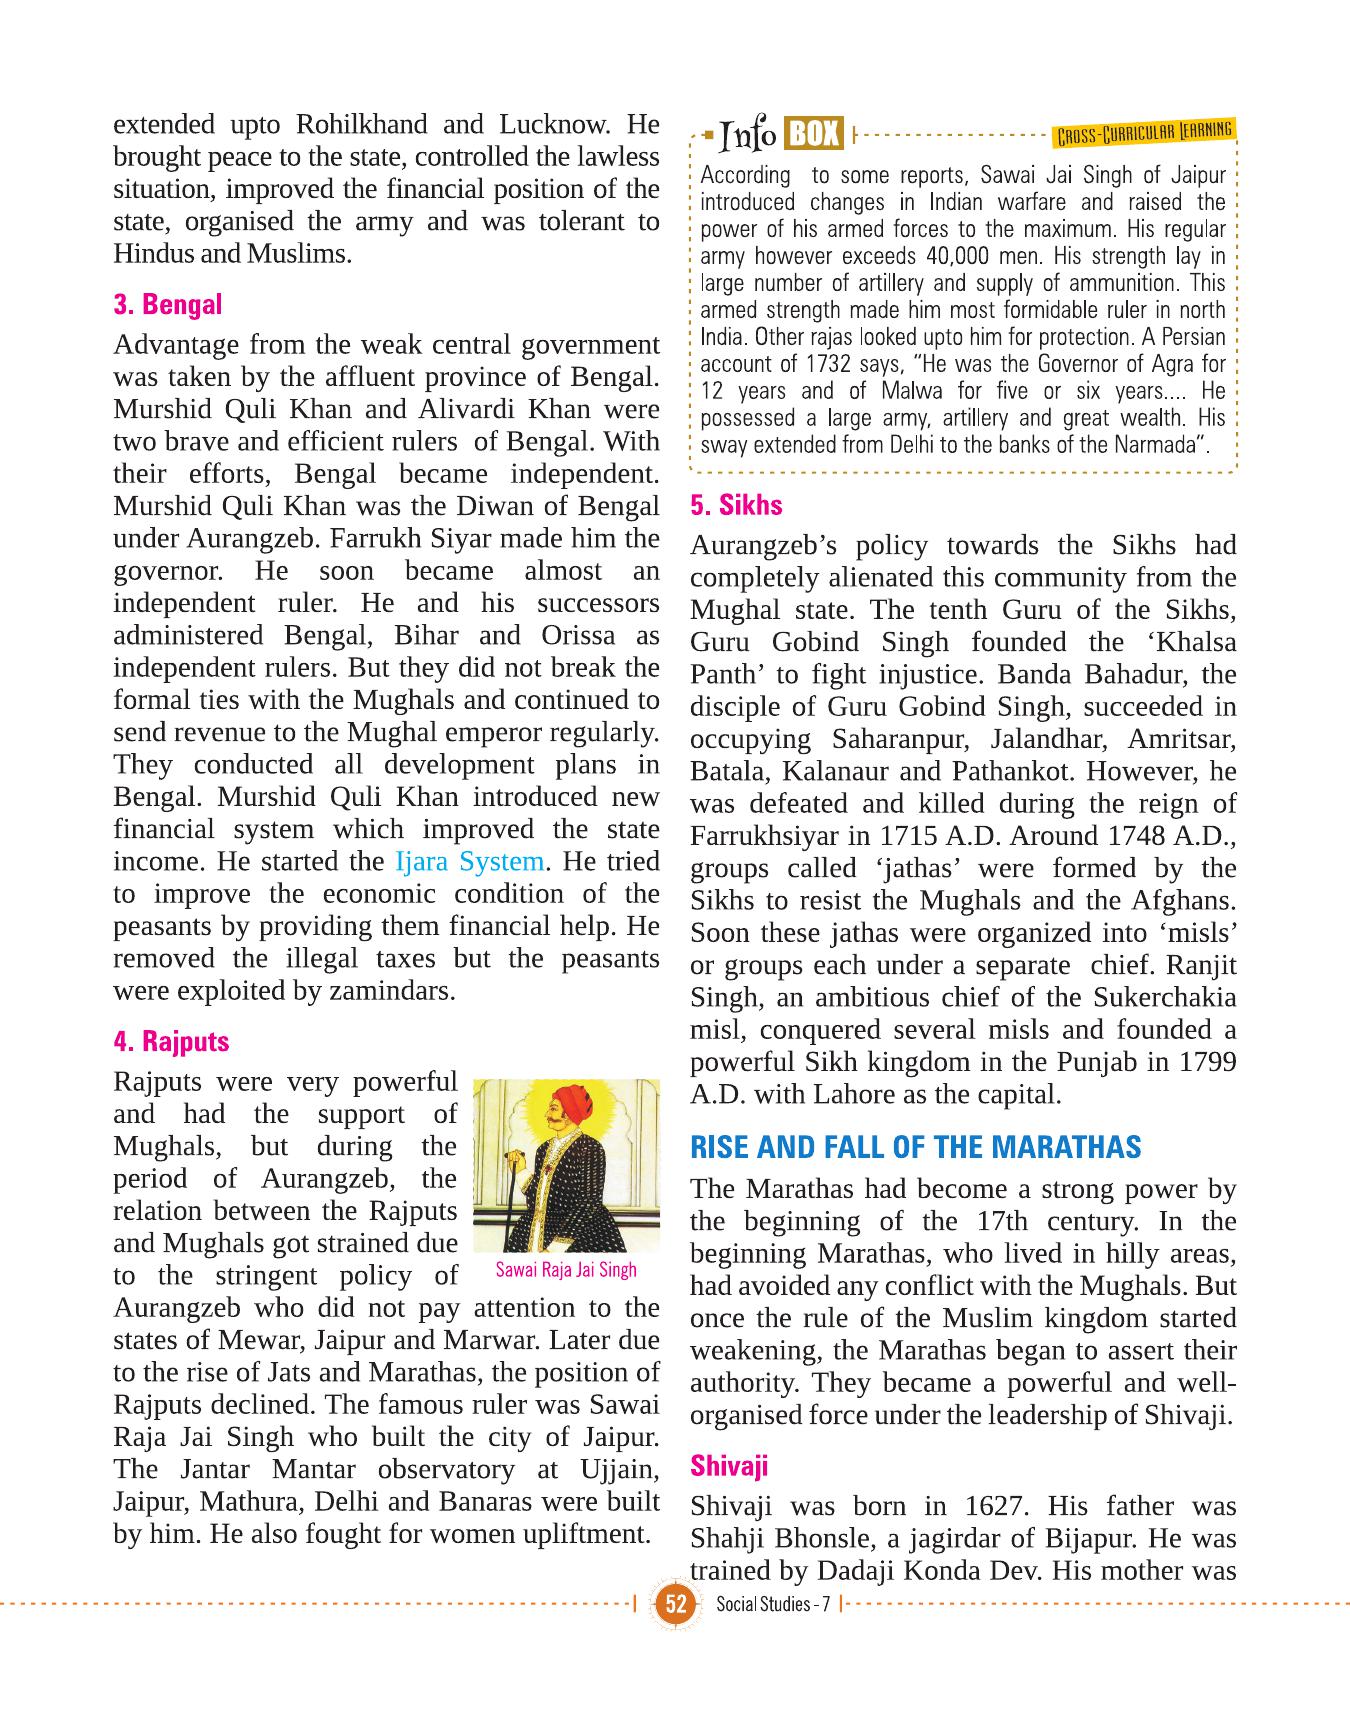 extended upto Rohilkhand and Lucknow. He
brought peace to the state, controlled the lawless
situation, improved the financial position of the
state, organised the army and was tolerant to
Hindus and Muslims.
3. Bengal
Advantage from the weak central government
was taken by the affluent province of Bengal.
Murshid Quli Khan and Alivardi Khan were
two brave and efficient rulers of Bengal. With
their efforts, Bengal became independent.
Murshid Quli Khan was the Diwan of Bengal
under Aurangzeb. Farrukh Siyar made him the
governor. He soon became almost an
independent ruler. He and his successors
administered Bengal, Bihar and Orissa as
independent rulers. But they did not break the
formal ties with the Mughals and continued to
send revenue to the Mughal emperor regularly.
They conducted all development plans in
Bengal. Murshid Quli Khan introduced new
financial system which improved the state
income. He started the Ijara System. He tried
to improve the economic condition of the
peasants by providing them financial help. He
removed the illegal taxes but the peasants
were exploited by zamindars.
4. Rajputs
Rajputs were very powerful
and had the support of
Mughals, but during the
period of Aurangzeb, the
relation between the Rajputs
and Mughals got strained due
to the stringent policy of
Sawai Raja Jai Singh
Aurangzeb who did not pay attention to the
states of Mewar, Jaipur and Marwar. Later due
to the rise of Jats and Marathas, the position of
Rajputs declined. The famous ruler was Sawai
Raja Jai Singh who built the city of Jaipur.
The Jantar Mantar observatory at Ujjain,
Jaipur, Mathura, Delhi and Banaras were built
by him. He also fought for women upliftment.
Info BOX
CROSS-CURRICULAR LEARNING
According to some reports, Sawai Jai Singh of Jaipur
introduced changes in Indian warfare and raised the
power of his armed forces to the maximum. His regular
army however exceeds 40,000 men. His strength lay in
large number of artillery and supply of ammunition. This
armed strength made him most formidable ruler in north
India. Other rajas looked upto him for protection. A Persian
account of 1732 says, “He was the Governor of Agra for
12 years and of Malwa for five or six years.... He
possessed a large army, artillery and great wealth. His
sway extended from Delhi to the banks of the Narmada”.
5. Sikhs
Aurangzeb’s policy towards the Sikhs had
completely alienated this community from the
Mughal state. The tenth Guru of the Sikhs,
Guru Gobind Singh founded the ‘Khalsa
Panth’ to fight injustice. Banda Bahadur, the
disciple of Guru Gobind Singh, succeeded in
occupying Saharanpur, Jalandhar, Amritsar,
Batala, Kalanaur and Pathankot. However, he
was defeated and killed during the reign of
Farrukhsiyar in 1715 A.D. Around 1748 A.D.,
groups called ‘jathas’ were formed by the
Sikhs to resist the Mughals and the Afghans.
Soon these jathas were organized into ‘misls’
or groups each under a separate chief. Ranjit
Singh, an ambitious chief of the Sukerchakia
misl, conquered several misls and founded a
powerful Sikh kingdom in the Punjab in 1799
A.D. with Lahore as the capital.
RISE AND FALL OF THE MARATHAS
The Marathas had become a strong power by
the beginning of the 17th century. In the
beginning Marathas, who lived in hilly areas,
had avoided any conflict with the Mughals. But
once the rule of the Muslim kingdom started
weakening, the Marathas began to assert their
authority. They became a powerful and well-
organised force under the leadership of Shivaji.
Shivaji
Shivaji was born in 1627. His father was
Shahji Bhonsle, a jagirdar of Bijapur. He was
trained by Dadaji Konda Dev. His mother was
52 Social Studies - 7